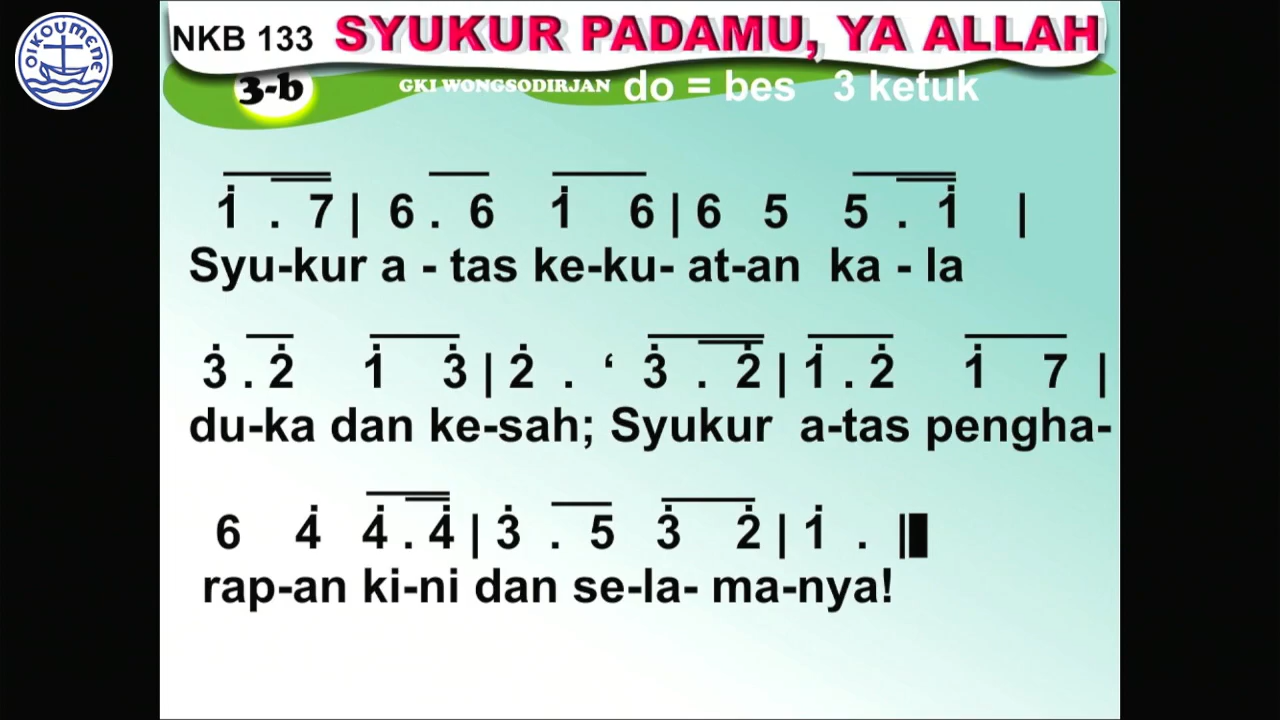 OIKOUMENE
NKB 133 SYUKUR PADAMU, YA ALLAH
3-b GKI WONGSODIRJAN do = bes 3 ketuk
1̇ . 7 | 6 . 6 1̇ 6 | 6 5 5 . 1̇ |
Syu-kur a - tas ke-ku- at-an ka - la
3̇ . 2̇ 1̇ 3̇ | 2̇ . ‘ 3̇ . 2̇ | 1̇ . 2̇ 1̇ 7 |
du-ka dan ke-sah; Syukur a-tas pengha-
6 4̇ 4̇ . 4̇ | 3̇ . 5 3̇ 2̇ | 1̇ . |
rap-an ki-ni dan se-la- ma-nya!